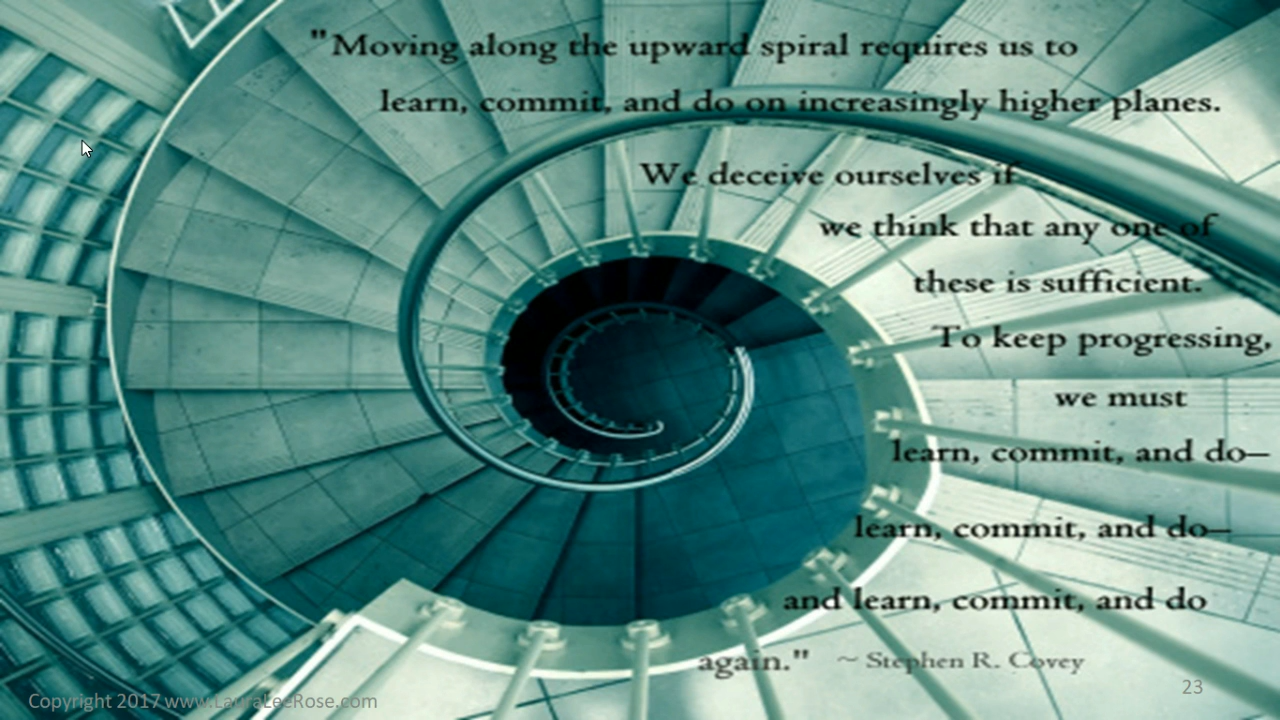 "Moving along the upward spiral requires us to
learn, commit, and do on increasingly higher planes.
We deceive ourselves if
we think that any one of
these is sufficient.
To keep progressing,
we must
learn, commit, and do—
learn, commit, and do—
and learn, commit, and do
again." ~ Stephen R. Covey
Copyright 2017 www.LauraLeeRose.com
23